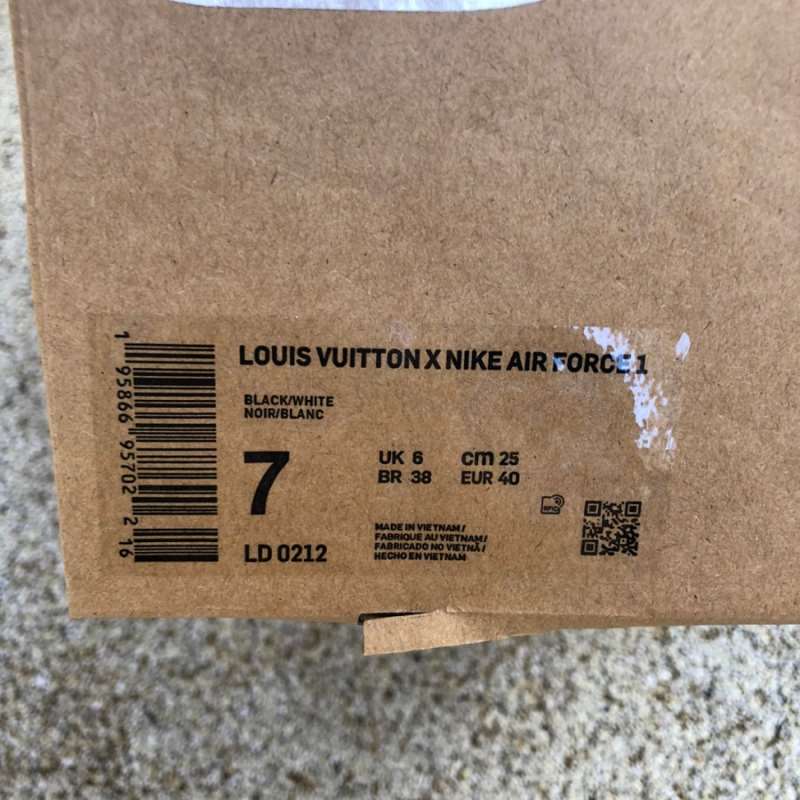 LOUIS VUITTON X NIKE AIR FORCE 1
BLACK/WHITE
NOIR/BLANC
7
UK 6 cm 25
BR 38 EUR 40
LD 0212
MADE IN VIETNAM/
FABRIQUE AU VIETNAM/
FABRICADO NO VIETNÃ/
HECHO EN VIETNAM
RFID
1 95866 95702 2 16